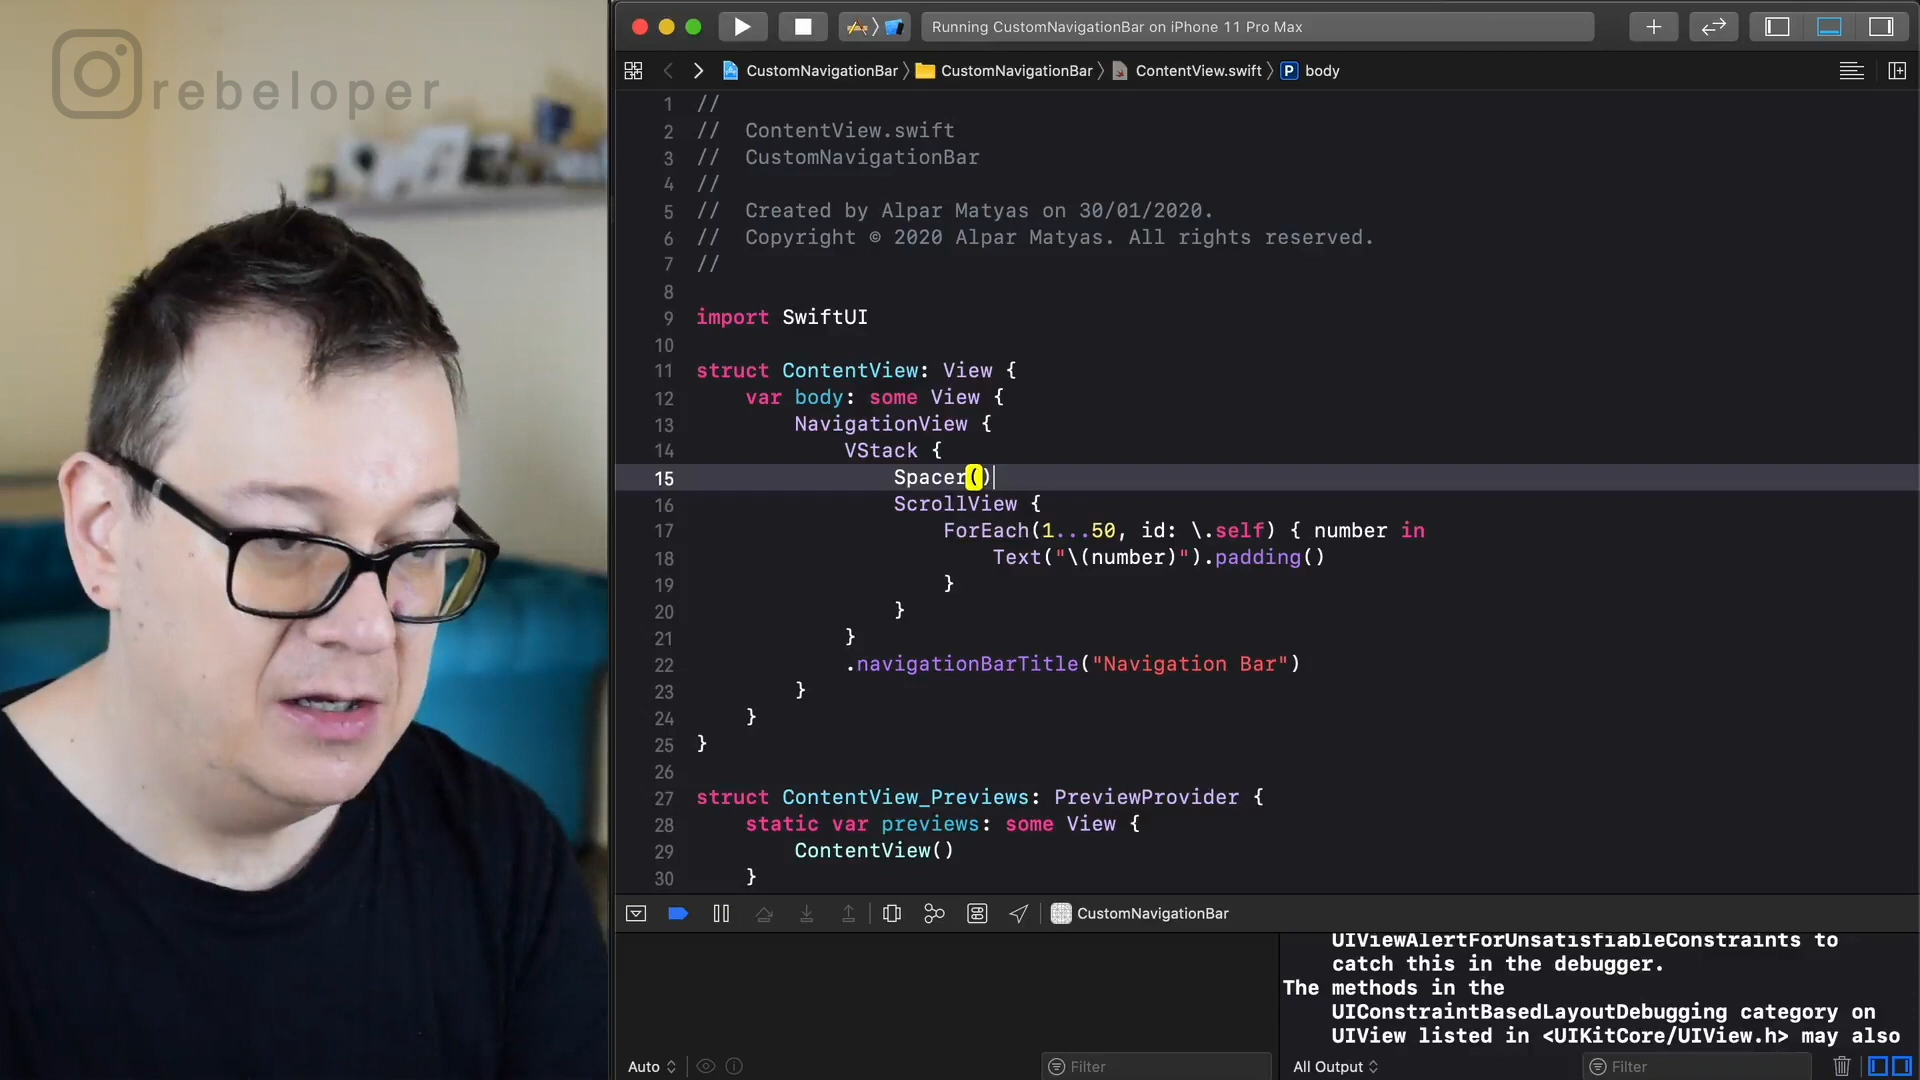 rebeloper
Running CustomNavigationBar on iPhone 11 Pro Max
CustomNavigationBar
CustomNavigationBar
ContentView.swift
P
body
1 //
2 //  ContentView.swift
3 //  CustomNavigationBar
4 //
5 //  Created by Alpar Matyas on 30/01/2020.
6 //  Copyright © 2020 Alpar Matyas. All rights reserved.
7 //
8
9 import SwiftUI
10
11 struct ContentView: View {
12     var body: some View {
13         NavigationView {
14             VStack {
15                 Spacer()
16                 ScrollView {
17                     ForEach(1...50, id: \.self) { number in
18                         Text("\(number)").padding()
19                     }
20                 }
21             }
22             .navigationBarTitle("Navigation Bar")
23         }
24     }
25 }
26
27 struct ContentView_Previews: PreviewProvider {
28     static var previews: some View {
29         ContentView()
30     }
CustomNavigationBar
UIViewAlertForUnsatisfiableConstraints to
catch this in the debugger.
The methods in the
UIConstraintBasedLayoutDebugging category on
UIView listed in <UIKitCore/UIView.h> may also
Auto
Filter
All Output
Filter